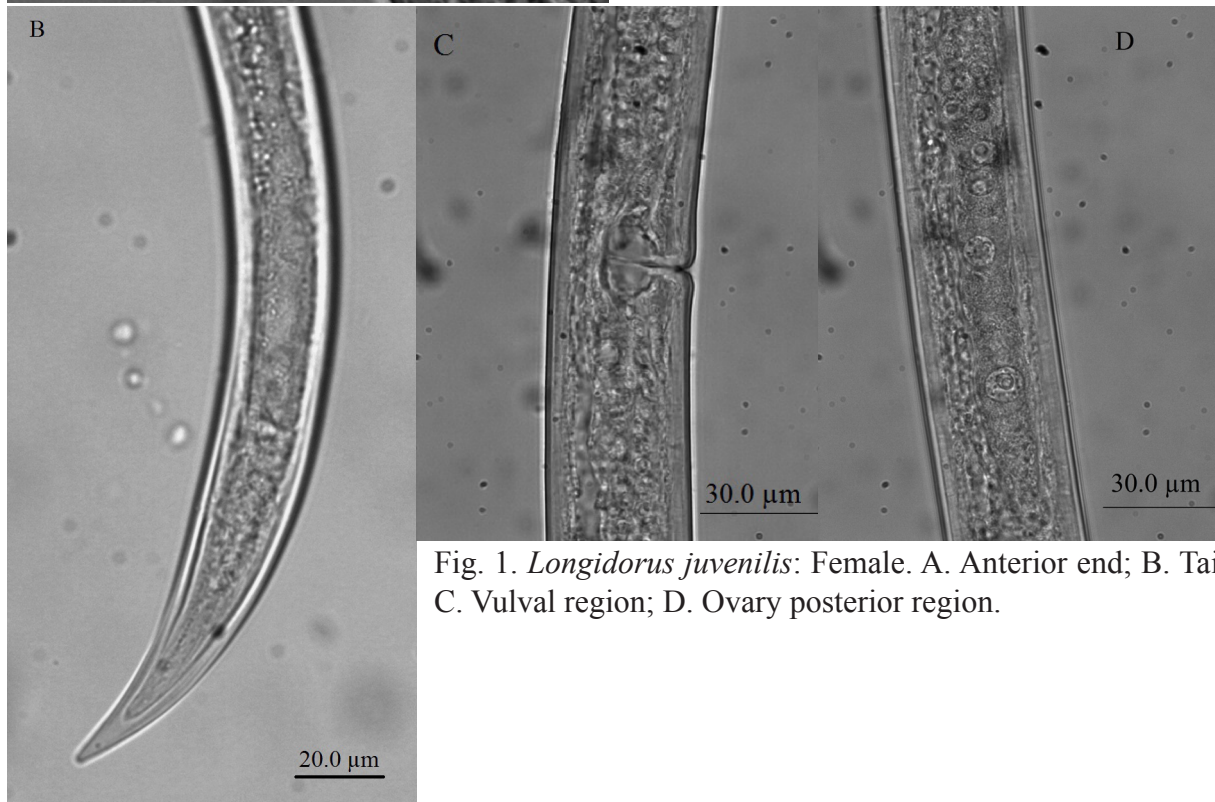 B
C
D
30.0 µm
30.0 µm
20.0 µm
Fig. 1. Longidorus juvenilis: Female. A. Anterior end; B. Tai
C. Vulval region; D. Ovary posterior region.